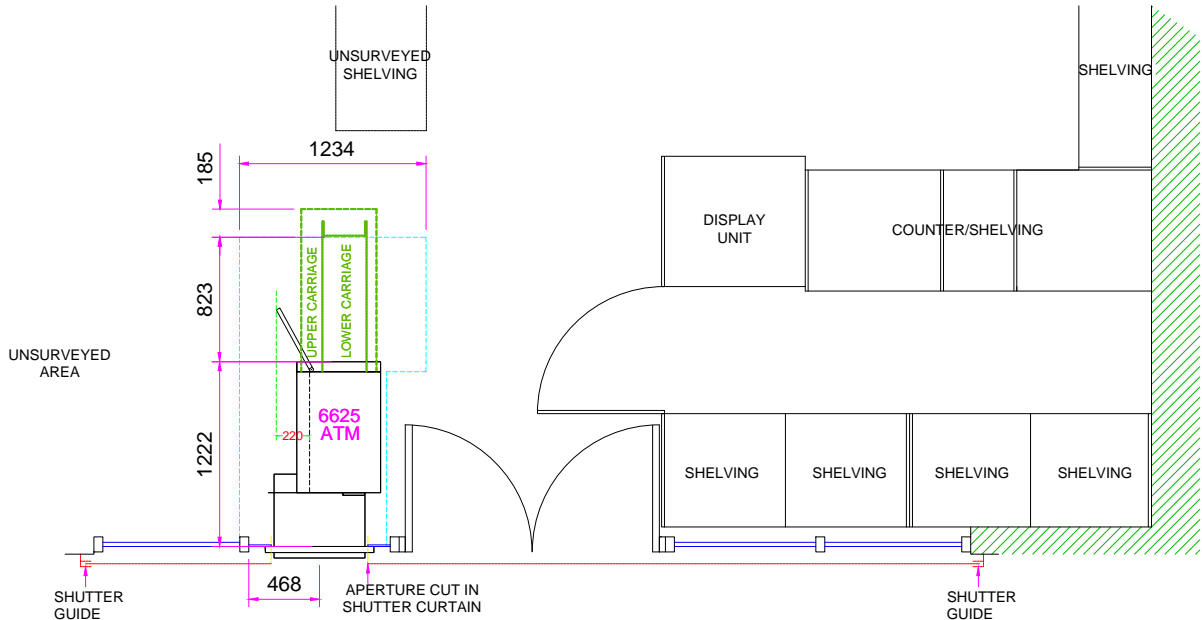 UNSURVEYED
SHELVING
SHELVING
1234
185
DISPLAY
UNIT
COUNTER/SHELVING
UPPER CARRIAGE
LOWER CARRIAGE
823
UNSURVEYED
AREA
6625
ATM
220
1222
SHELVING
SHELVING
SHELVING
SHELVING
468
APERTURE CUT IN
SHUTTER CURTAIN
SHUTTER
GUIDE
SHUTTER
GUIDE